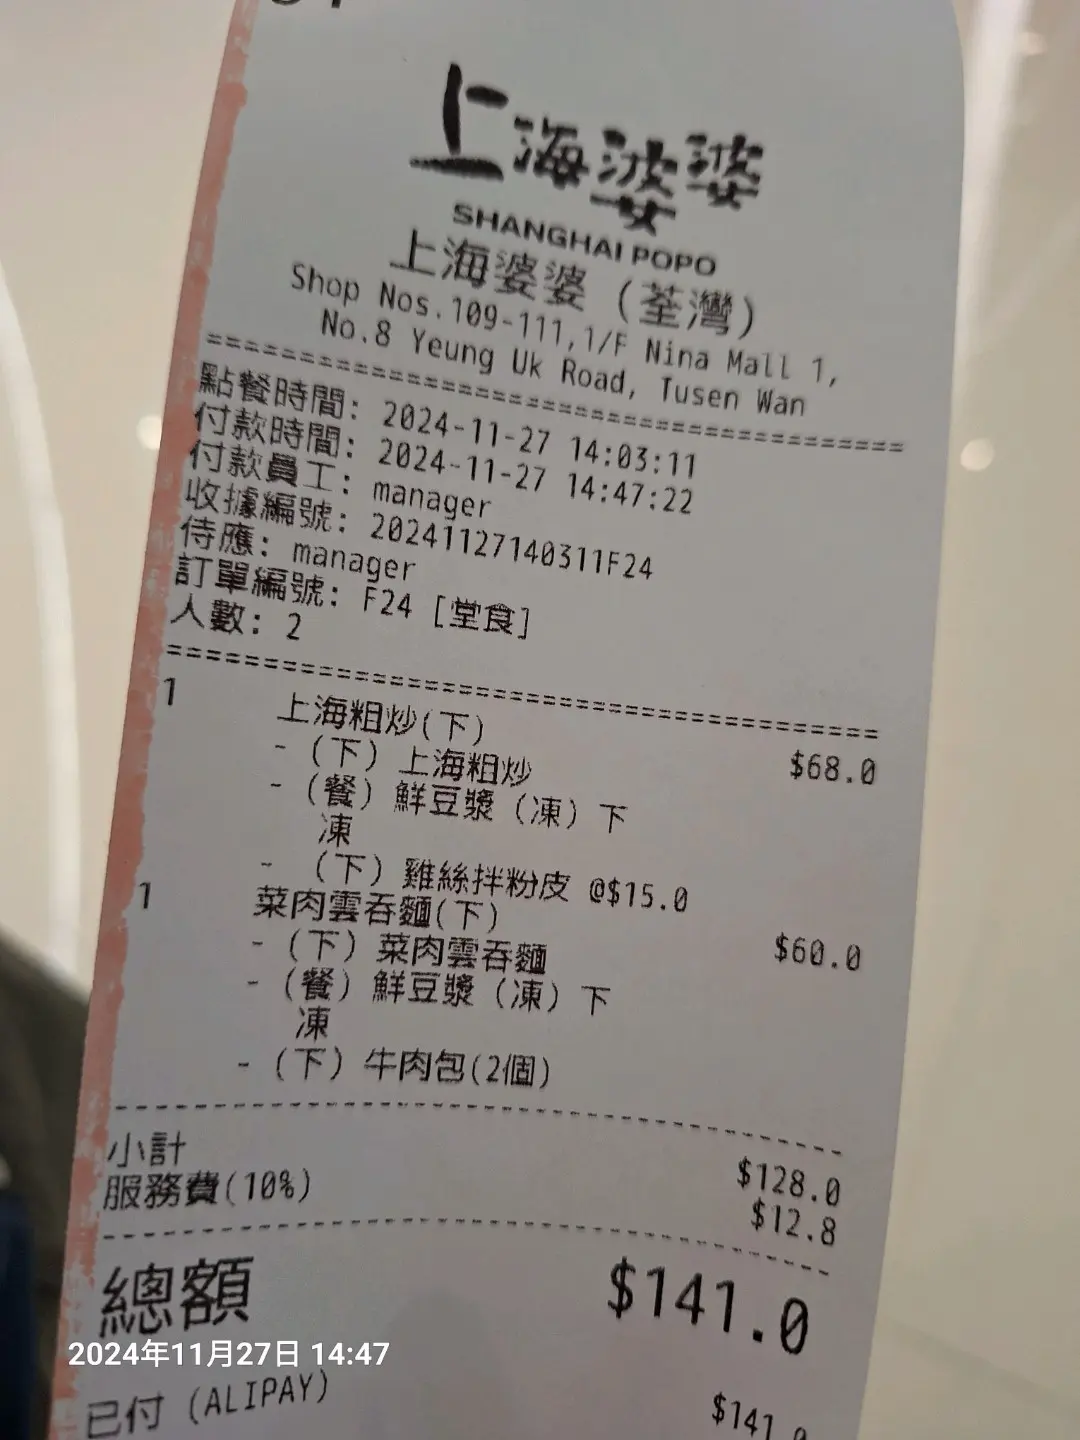 上海婆婆
SHANGHAI POPO
上海婆婆 (荃灣)
Shop Nos.109-111,1/F Nina Mall 1,
No.8 Yeung Uk Road, Tusen Wan
點餐時間: 2024-11-27 14:03:11
付款時間: 2024-11-27 14:47:22
付款員工: manager
收據編號: 20241127140311F24
侍應: manager
訂單編號: F24 [堂食]
人數: 2
1 上海粗炒(下) $68.0
- (下) 上海粗炒
- (餐) 鮮豆漿 (凍) 下
凍
- (下) 雞絲拌粉皮 @$15.0
1 菜肉雲吞麵(下) $60.0
- (下) 菜肉雲吞麵
- (餐) 鮮豆漿 (凍) 下
凍
- (下) 牛肉包(2個)
小計 $128.0
服務費(10%) $12.8
總額 $141.0
2024年11月27日 14:47
已付 (ALIPAY) $141.0